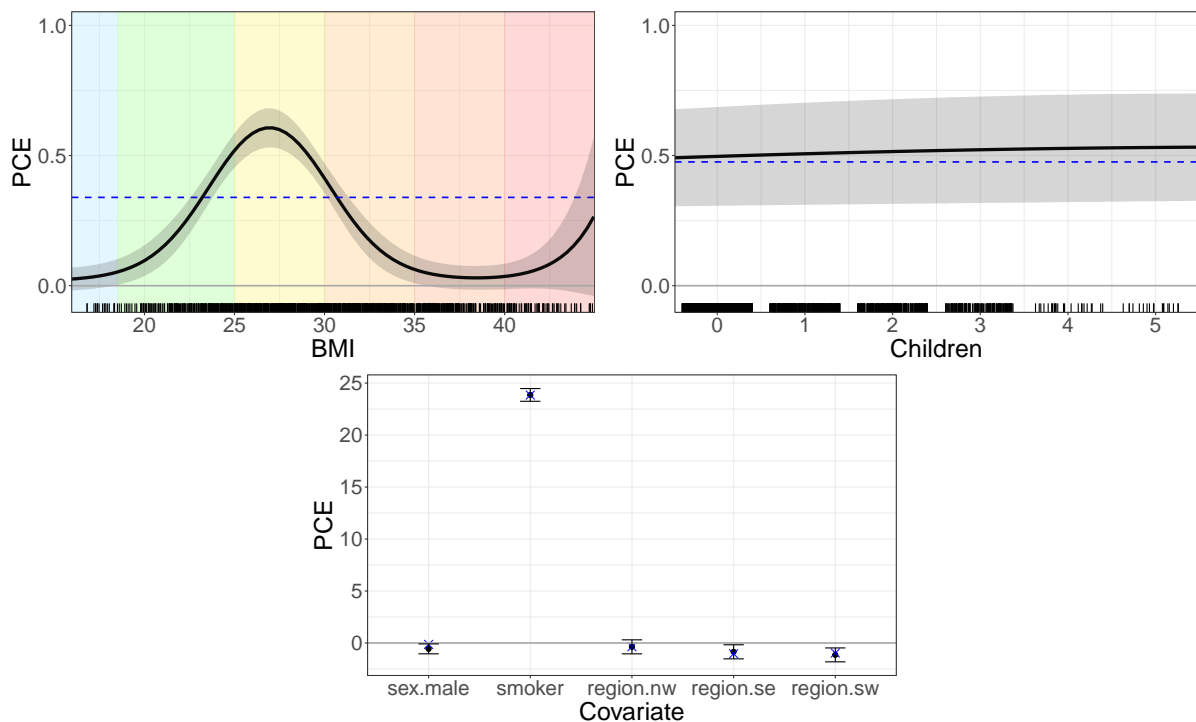 1.0
0.5
0.0
PCE
20 25 30 35 40
BMI
1.0
0.5
0.0
PCE
0 1 2 3 4 5
Children
25
20
15
10
5
0
PCE
sex.male smoker region.nw region.se region.sw
Covariate